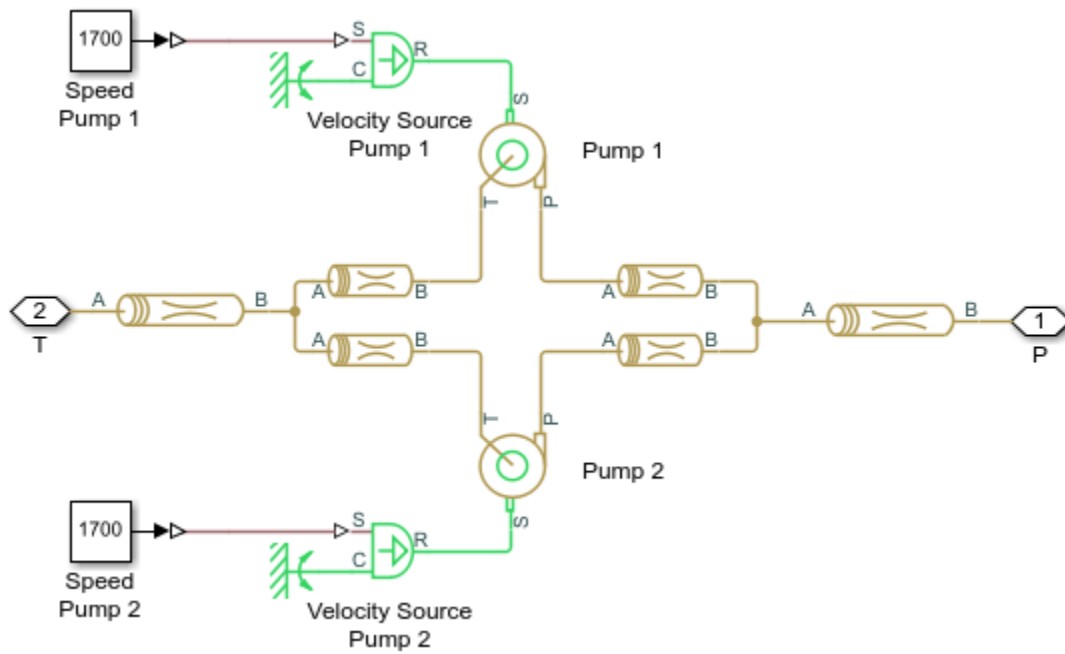 1700
Speed
Pump 1
S
C
R
Velocity Source
Pump 1
S
Pump 1
T
P
2
T
A
B
A
B
A
B
A
B
A
B
A
B
1
P
T
P
Pump 2
S
1700
Speed
Pump 2
S
C
R
Velocity Source
Pump 2